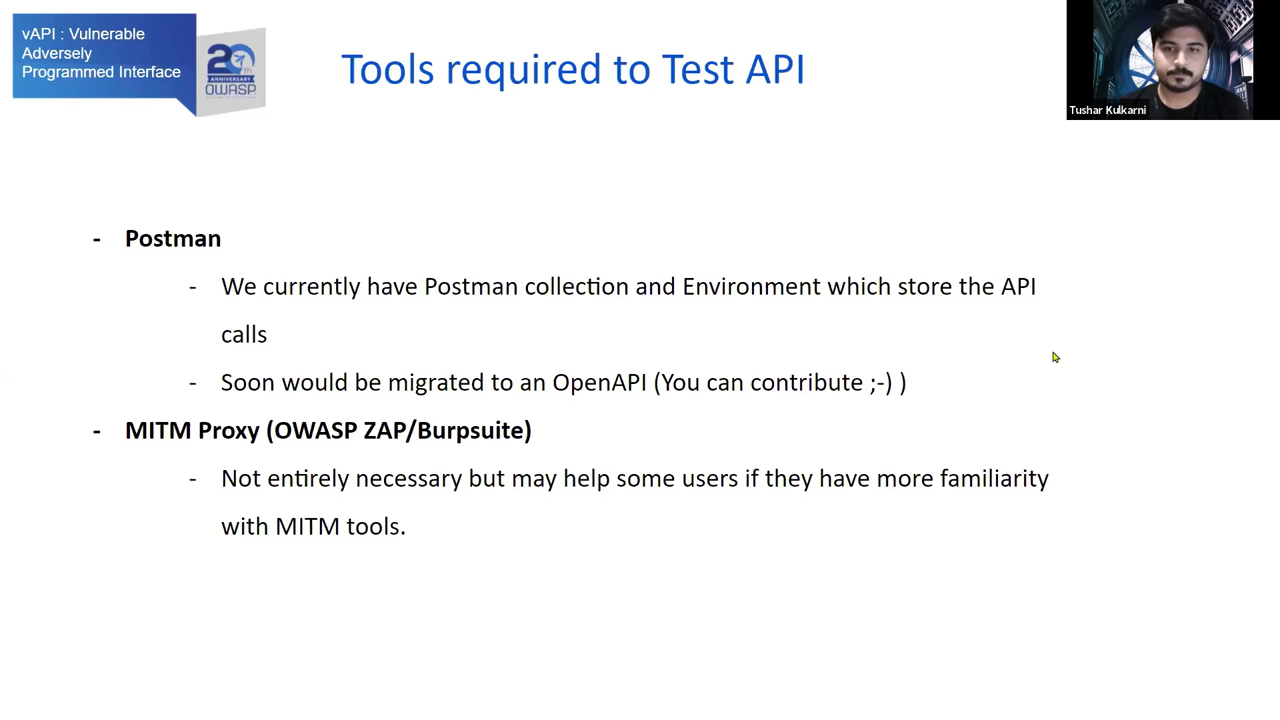 vAPI : Vulnerable
Adversely
Programmed Interface
20th
ANNIVERSARY
OWASP
Tools required to Test API
Tushar Kulkarni
- Postman
- We currently have Postman collection and Environment which store the API
calls
- Soon would be migrated to an OpenAPI (You can contribute ;-) )
- MITM Proxy (OWASP ZAP/Burpsuite)
- Not entirely necessary but may help some users if they have more familiarity
with MITM tools.